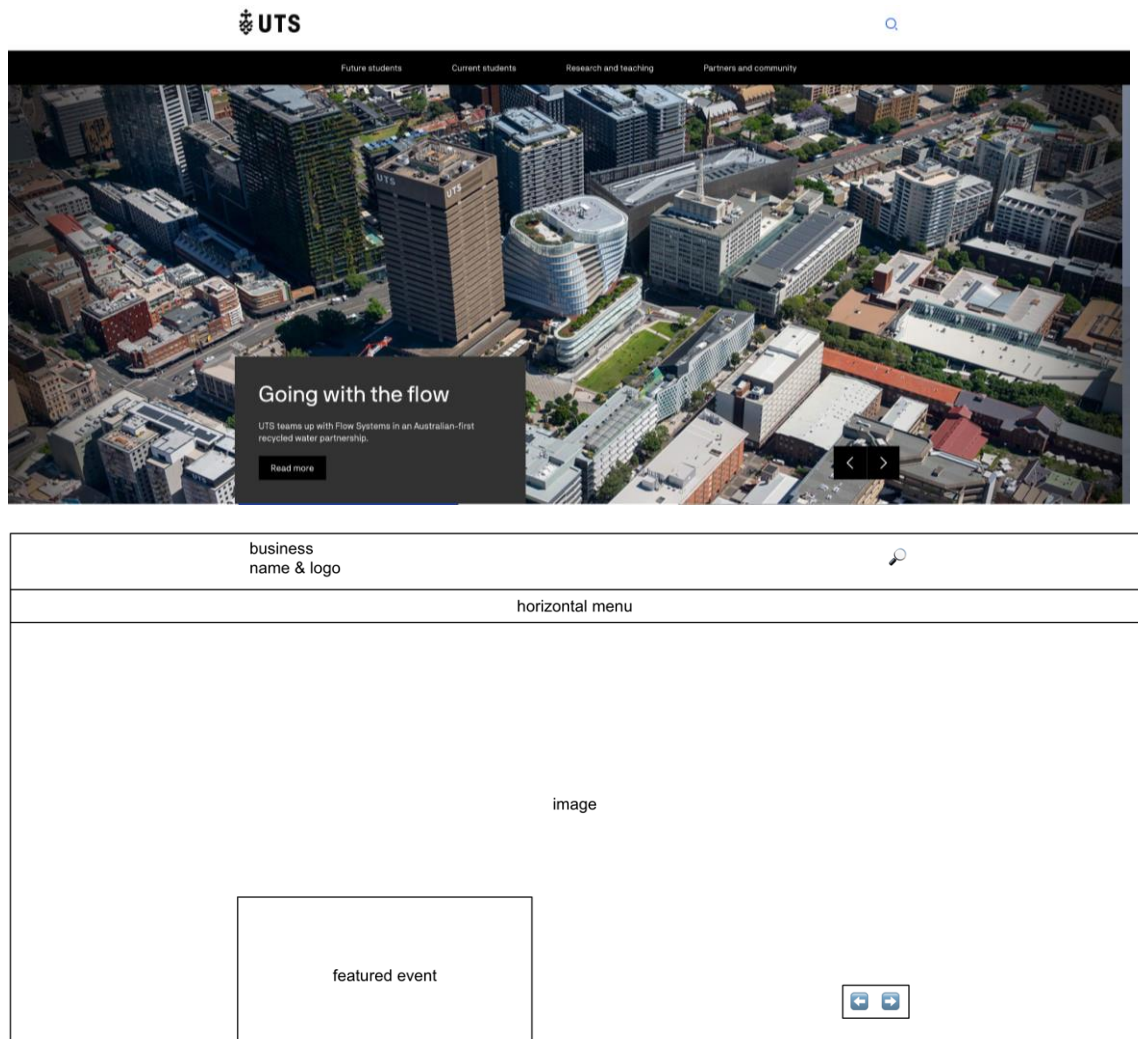 UTS
Future students Current students Research and teaching Partners and community
UTS UTS
Going with the flow
UTS teams up with Flow Systems in an Australian-first
recycled water partnership.
Read more
UTS
business
name & logo
horizontal menu
image
featured event